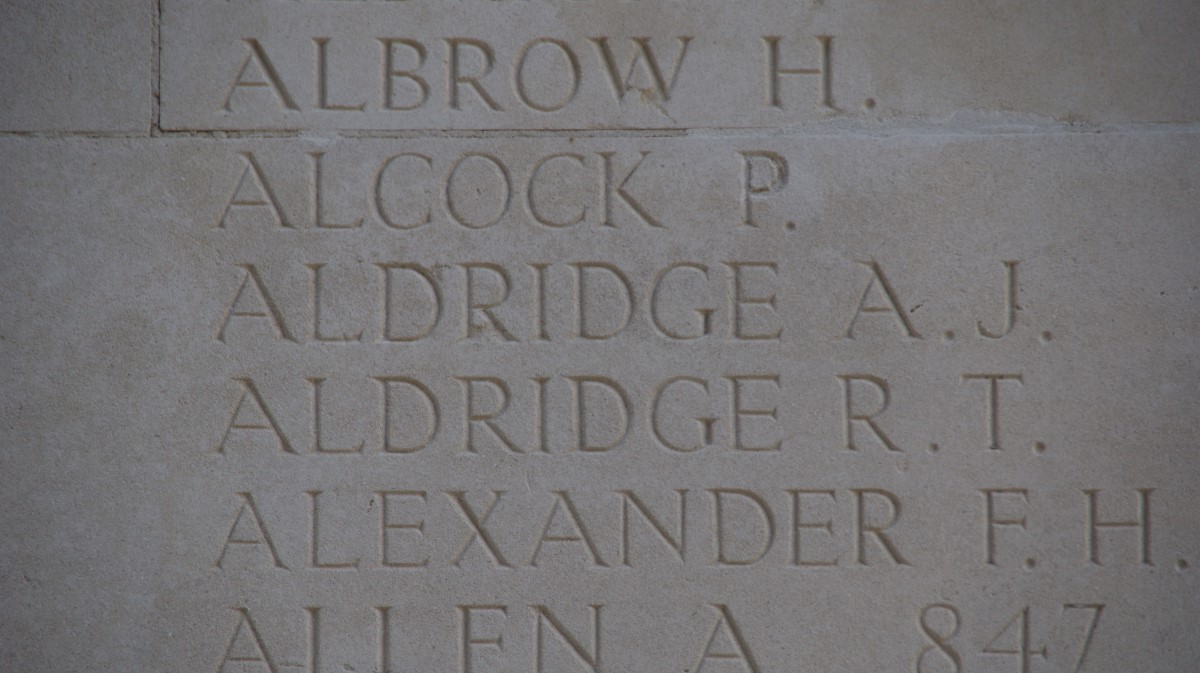 ALBROW H.
ALCOCK P.
ALDRIDGE A.J.
ALDRIDGE R.T.
ALEXANDER F.H.
ALLEN A 847